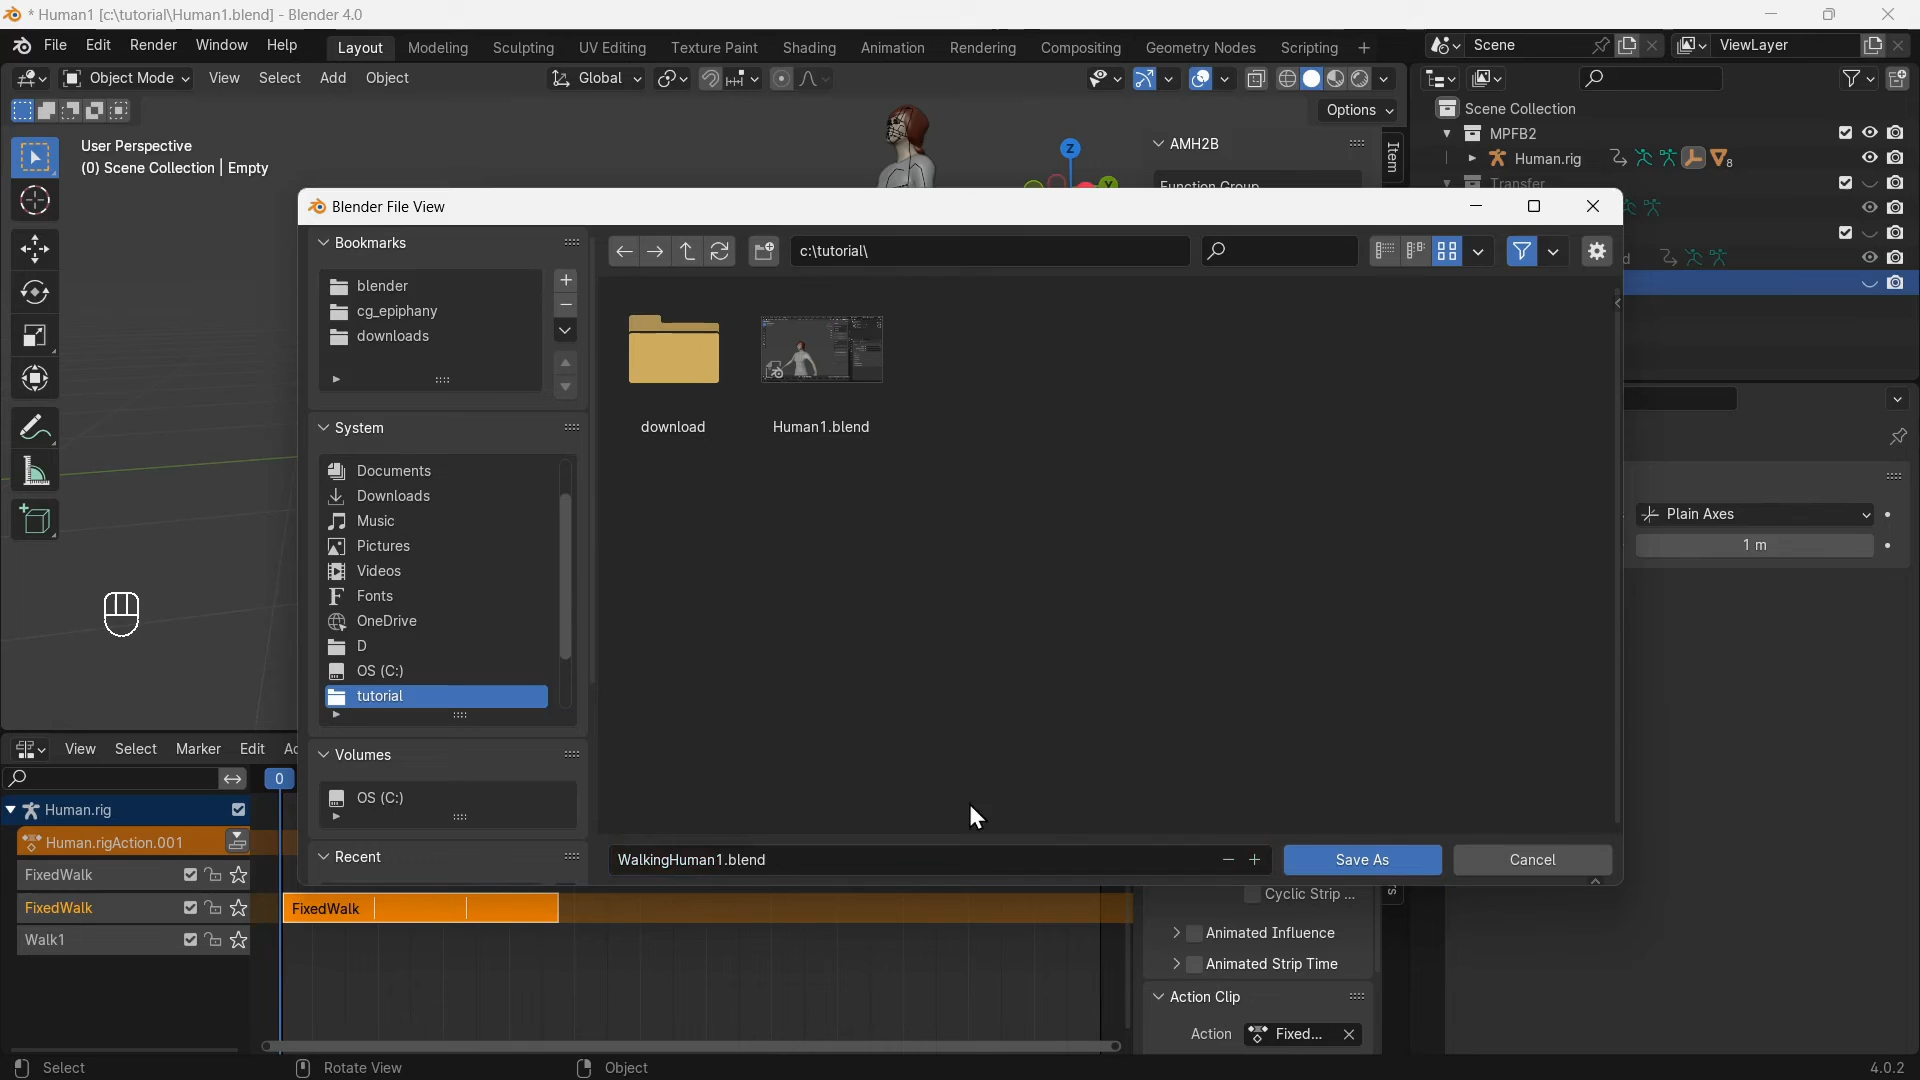 * Human1 [c:\tutorial\Human1.blend] - Blender 4.0
File Edit Render Window Help Layout Modeling Sculpting UV Editing Texture Paint Shading Animation Rendering Compositing Geometry Nodes Scripting + Scene ViewLayer
Object Mode View Select Add Object Global
Options
User Perspective
(0) Scene Collection | Empty
Z
Y
AMH2B
Item
Scene Collection
MPFB2
Human.rig
8
Transfer
Blender File View
Bookmarks
c:\tutorial\
blender
cg_epiphany
downloads
download
Human1.blend
System
Documents
Downloads
Music
Pictures
Videos
Fonts
OneDrive
D
OS (C:)
tutorial
Volumes
OS (C:)
Recent
WalkingHuman1.blend
Save As
Cancel
Plain Axes
1 m
View Select Marker Edit
0
Human.rig
Human.rigAction.001
FixedWalk
FixedWalk
FixedWalk
Walk1
Cyclic Strip ...
Animated Influence
Animated Strip Time
Action Clip
Action Fixed...
Select
Rotate View
Object
4.0.2